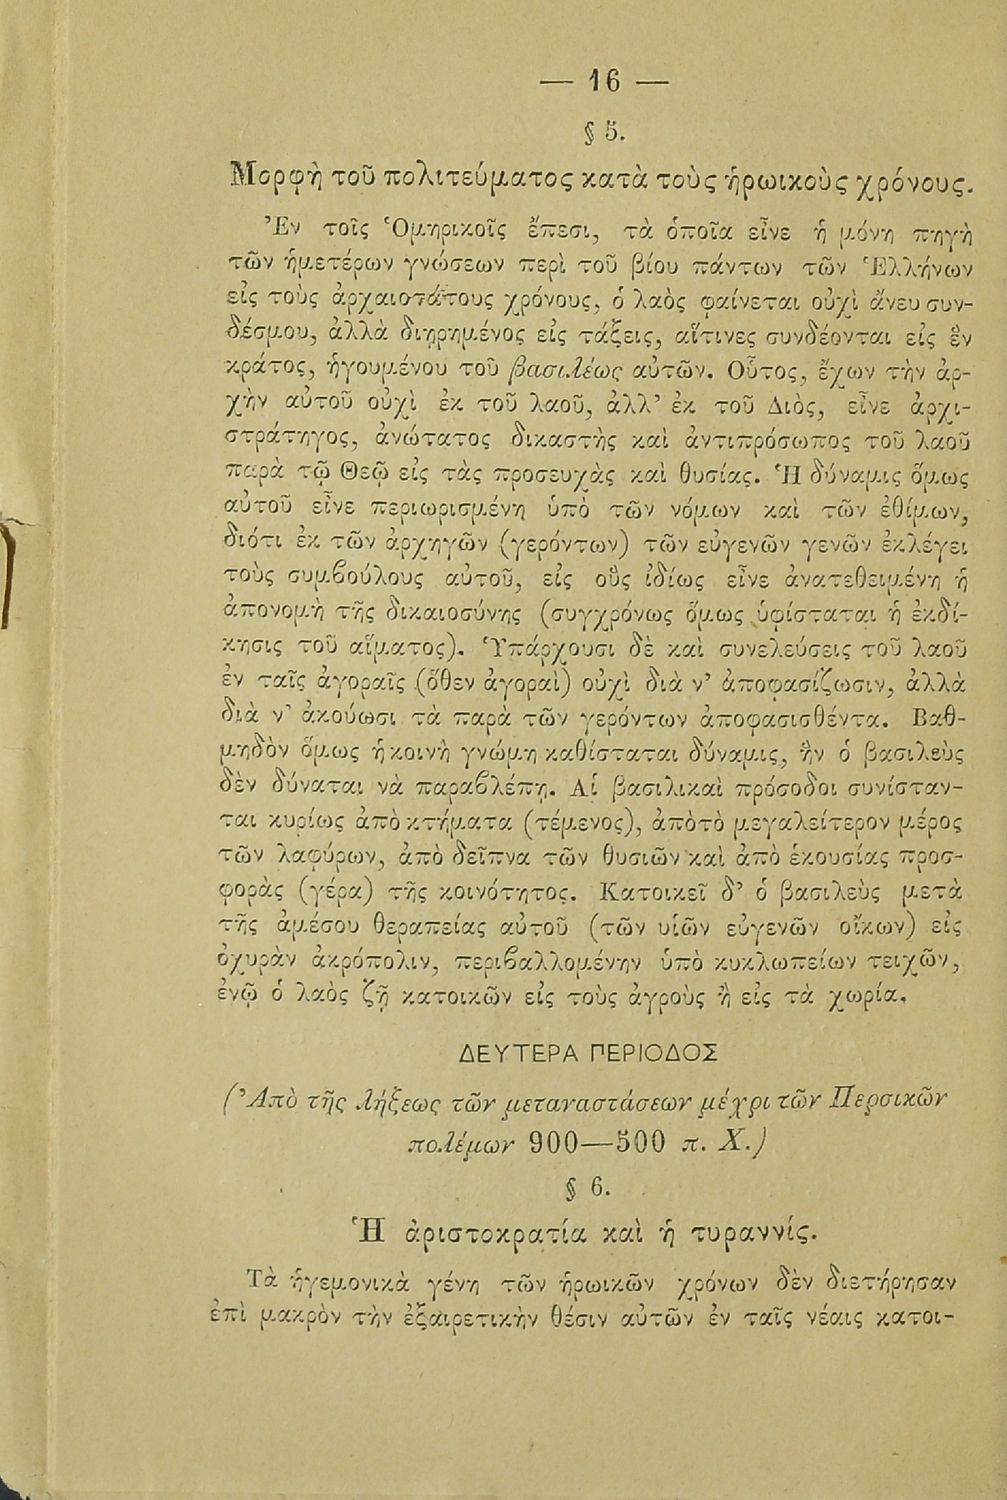 — 16 —
§ 5.
Μορφὴ τοῦ πολιτεύματος κατὰ τοὺς ἡρωικοὺς χρόνους.
Ἐν τοῖς Ὁμηρικοῖς ἔπεσι, τὰ ὁποῖα εἶνε ἡ μόνη πηγὴ
τῶν ἡμετέρων γνώσεων περὶ τοῦ βίου πάντων τῶν Ἑλλήνων
εἰς τοὺς ἀρχαιοτάτους χρόνους, ὁ λαὸς φαίνεται οὐχὶ ἄνευ συν-
δέσμου, ἀλλὰ διῃρημένος εἰς τάξεις, αἵτινες συνδέονται εἰς ἓν
κράτος, ἡγουμένου τοῦ βασιλέως αὐτῶν. Οὗτος, ἔχων τὴν ἀρ-
χὴν αὐτοῦ οὐχὶ ἐκ τοῦ λαοῦ, ἀλλ’ ἐκ τοῦ Διὸς, εἶνε ἀρχι-
στράτηγος, ἀνώτατος δικαστὴς καὶ ἀντιπρόσωπος τοῦ λαοῦ
παρὰ τῷ Θεῷ εἰς τὰς προσευχὰς καὶ θυσίας. Ἡ δύναμις ὅμως
αὐτοῦ εἶνε περιωρισμένη ὑπὸ τῶν νόμων καὶ τῶν ἐθίμων,
διότι ἐκ τῶν ἀρχηγῶν (γερόντων) τῶν εὐγενῶν γενῶν ἐκλέγει
τοὺς συμβούλους αὐτοῦ, εἰς οὓς ἰδίως εἶνε ἀνατεθειμένη ἡ
ἀπονομὴ τῆς δικαιοσύνης (συγχρόνως ὅμως ὑφίσταται ἡ ἐκδί-
κησις τοῦ αἵματος). Ὑπάρχουσι δὲ καὶ συνελεύσεις τοῦ λαοῦ
ἐν ταῖς ἀγοραῖς (ὅθεν ἀγοραὶ) οὐχὶ διὰ ν’ ἀποφασίζωσιν, ἀλλὰ
διὰ ν’ ἀκούωσι τὰ παρὰ τῶν γερόντων ἀποφασισθέντα. Βαθ-
μηδὸν ὅμως ἡ κοινὴ γνώμη καθίσταται δύναμις, ἣν ὁ βασιλεὺς
δὲν δύναται νὰ παραβλέπῃ. Αἱ βασιλικαὶ πρόσοδοι συνίσταν-
ται κυρίως ἀπὸ κτήματα (τέμενος), ἀπὸ τὸ μεγαλείτερον μέρος
τῶν λαφύρων, ἀπὸ δεῖπνα τῶν θυσιῶν καὶ ἀπὸ ἑκουσίας προσ-
φορὰς (γέρα) τῆς κοινότητος. Κατοικεῖ δ’ ὁ βασιλεὺς μετὰ
τῆς ἀμέσου θεραπείας αὐτοῦ (τῶν υἱῶν εὐγενῶν οἴκων) εἰς
ὀχυρὰν ἀκρόπολιν, περιβαλλομένην ὑπὸ κυκλωπείων τειχῶν,
ἐνῷ ὁ λαὸς ζῇ κατοικῶν εἰς τοὺς ἀγροὺς ἢ εἰς τὰ χωρία.
ΔΕΥΤΕΡΑ ΠΕΡΙΟΔΟΣ
(Ἀπὸ τῆς λήξεως τῶν μεταναστάσεων μέχρι τῶν Περσικῶν
πολέμων 900—500 π. Χ.)
§ 6.
Ἡ ἀριστοκρατία καὶ ἡ τυραννίς.
Τὰ ἡγεμονικὰ γένη τῶν ἡρωικῶν χρόνων δὲν διετήρησαν
ἐπὶ μακρὸν τὴν ἐξαιρετικὴν θέσιν αὐτῶν ἐν ταῖς νέαις κατοι-